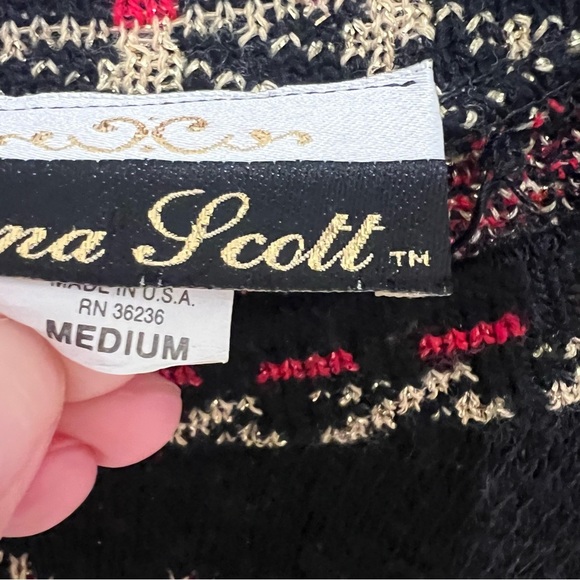 na Scott ™
MADE IN U.S.A.
RN 36236
MEDIUM